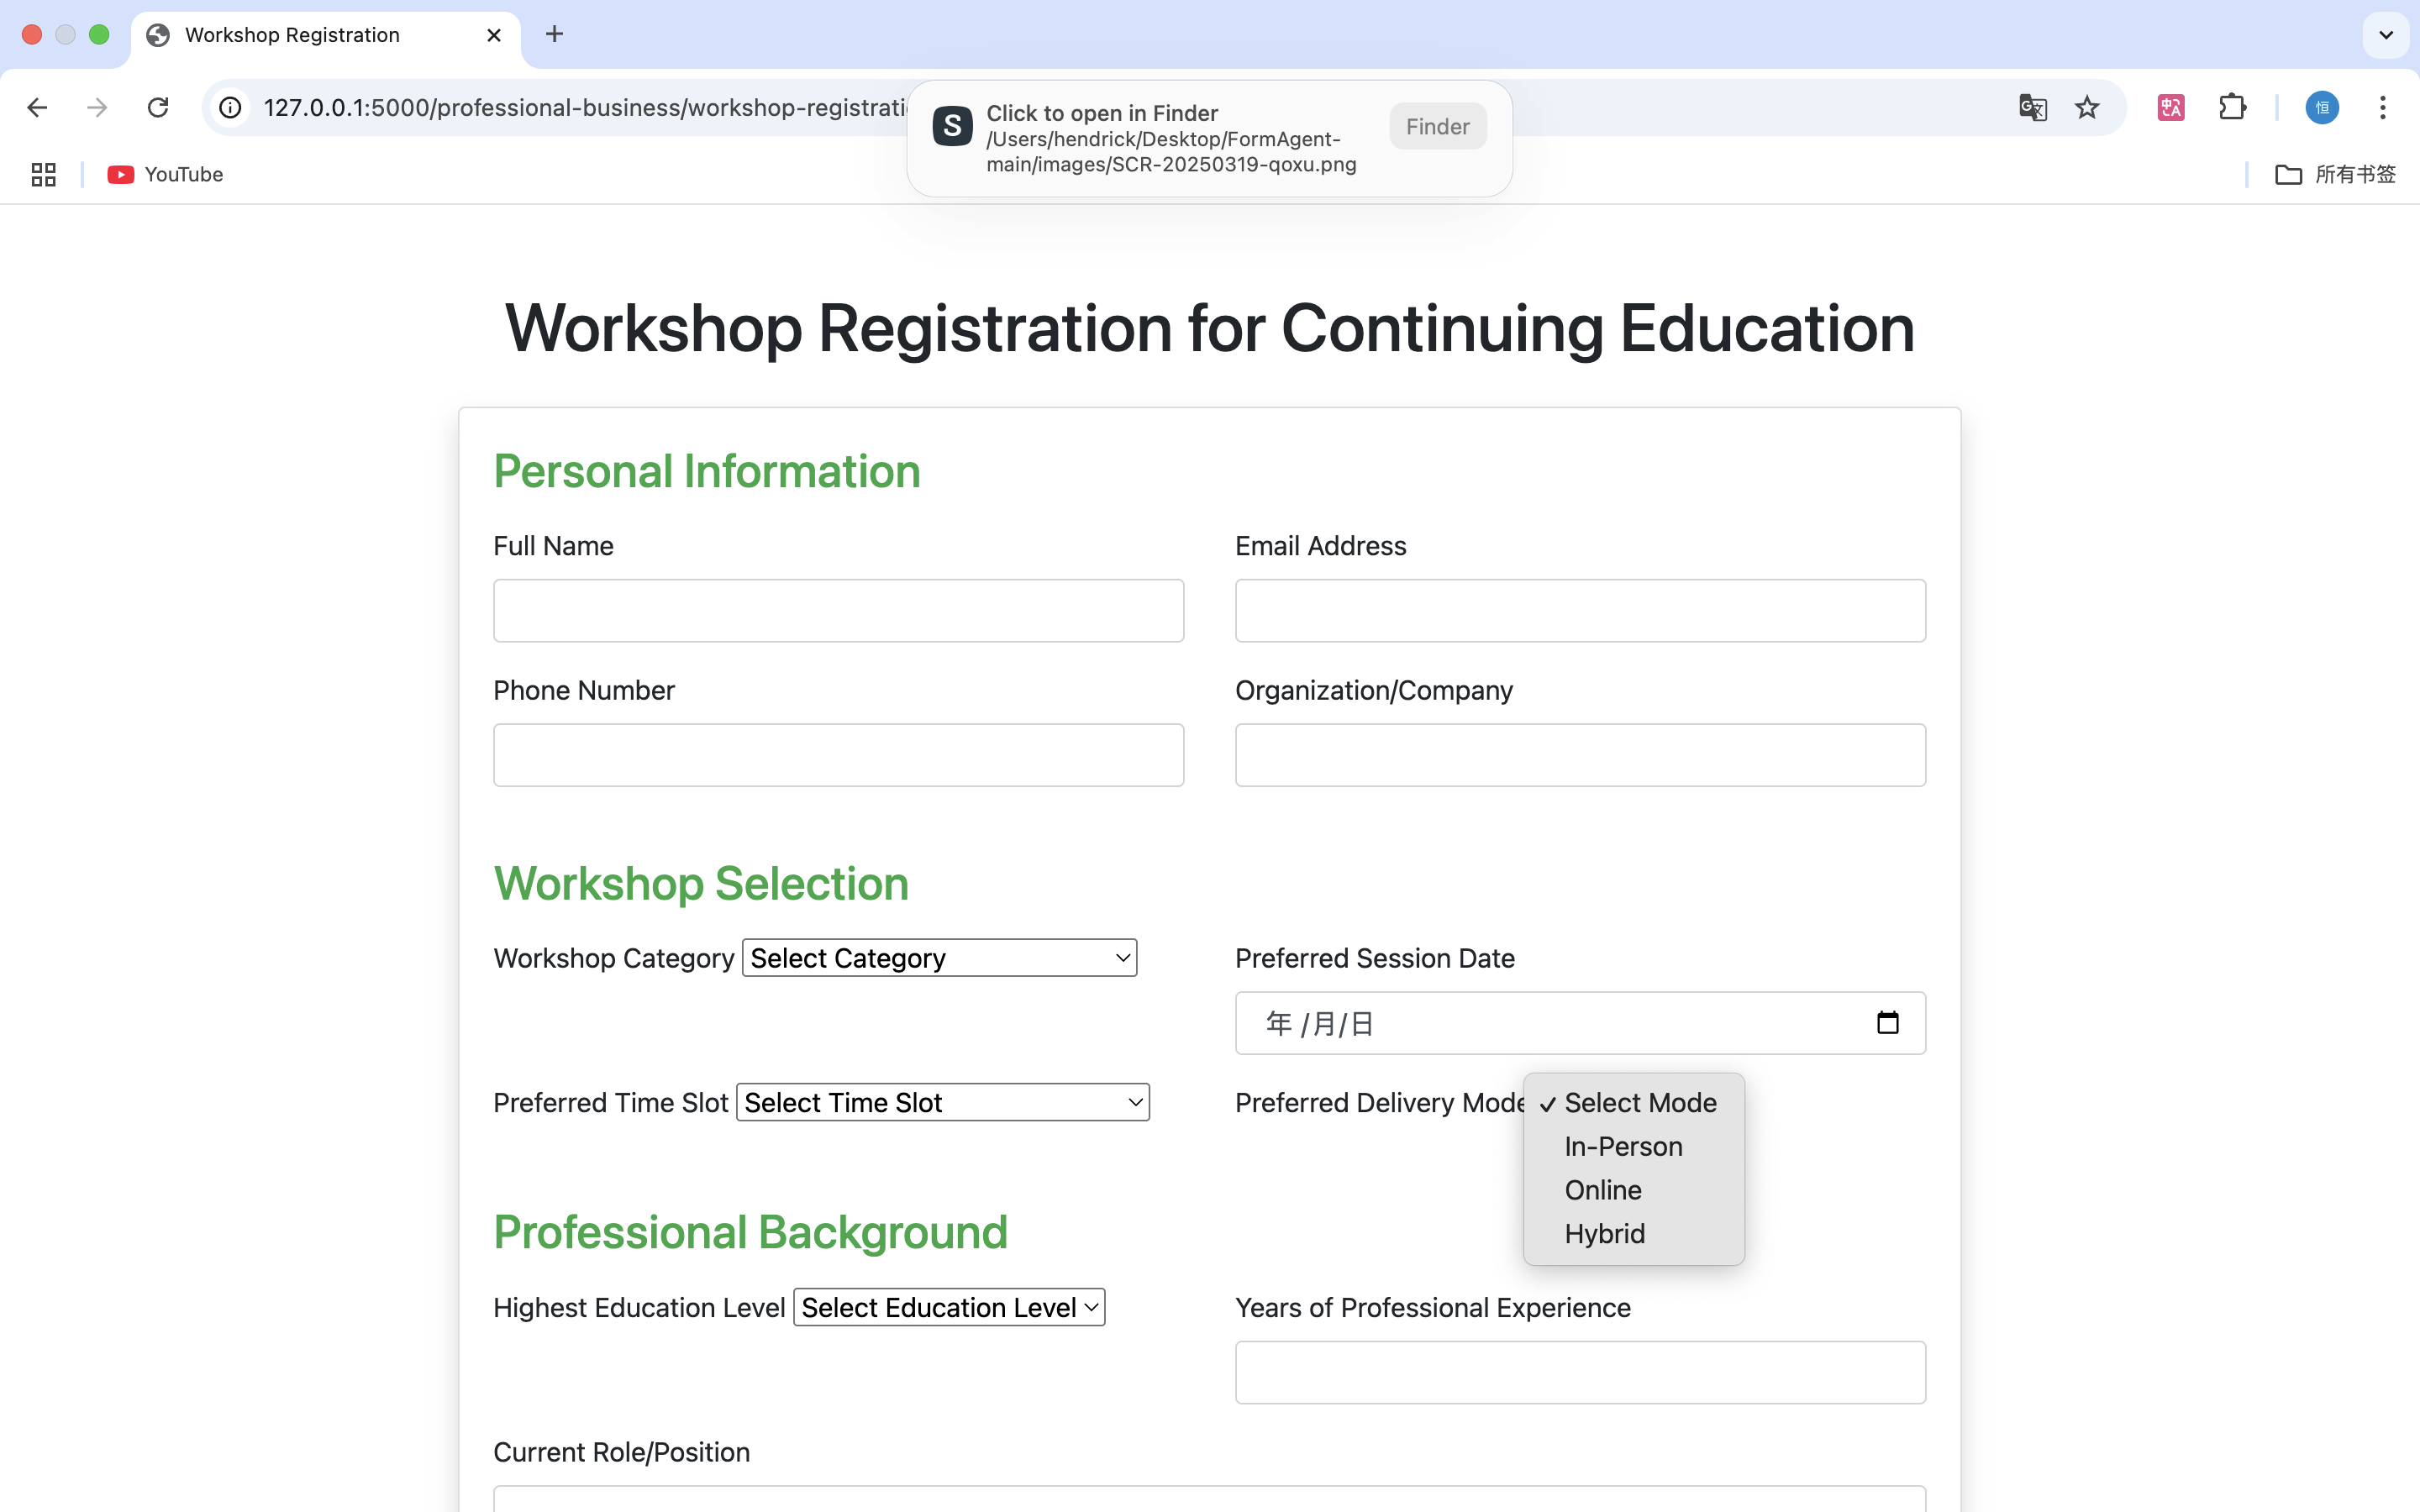 Workshop Registration
127.0.0.1:5000/professional-business/workshop-registrati
Click to open in Finder
/Users/hendrick/Desktop/FormAgent-
main/images/SCR-20250319-qoxu.png
Finder
恒
YouTube
所有书签
Workshop Registration for Continuing Education
Personal Information
Full Name
Email Address
Phone Number
Organization/Company
Workshop Selection
Workshop Category Select Category
Preferred Session Date
年 /月/日
Preferred Time Slot Select Time Slot
Preferred Delivery Mode
✓ Select Mode
In-Person
Online
Hybrid
Professional Background
Highest Education Level Select Education Level
Years of Professional Experience
Current Role/Position